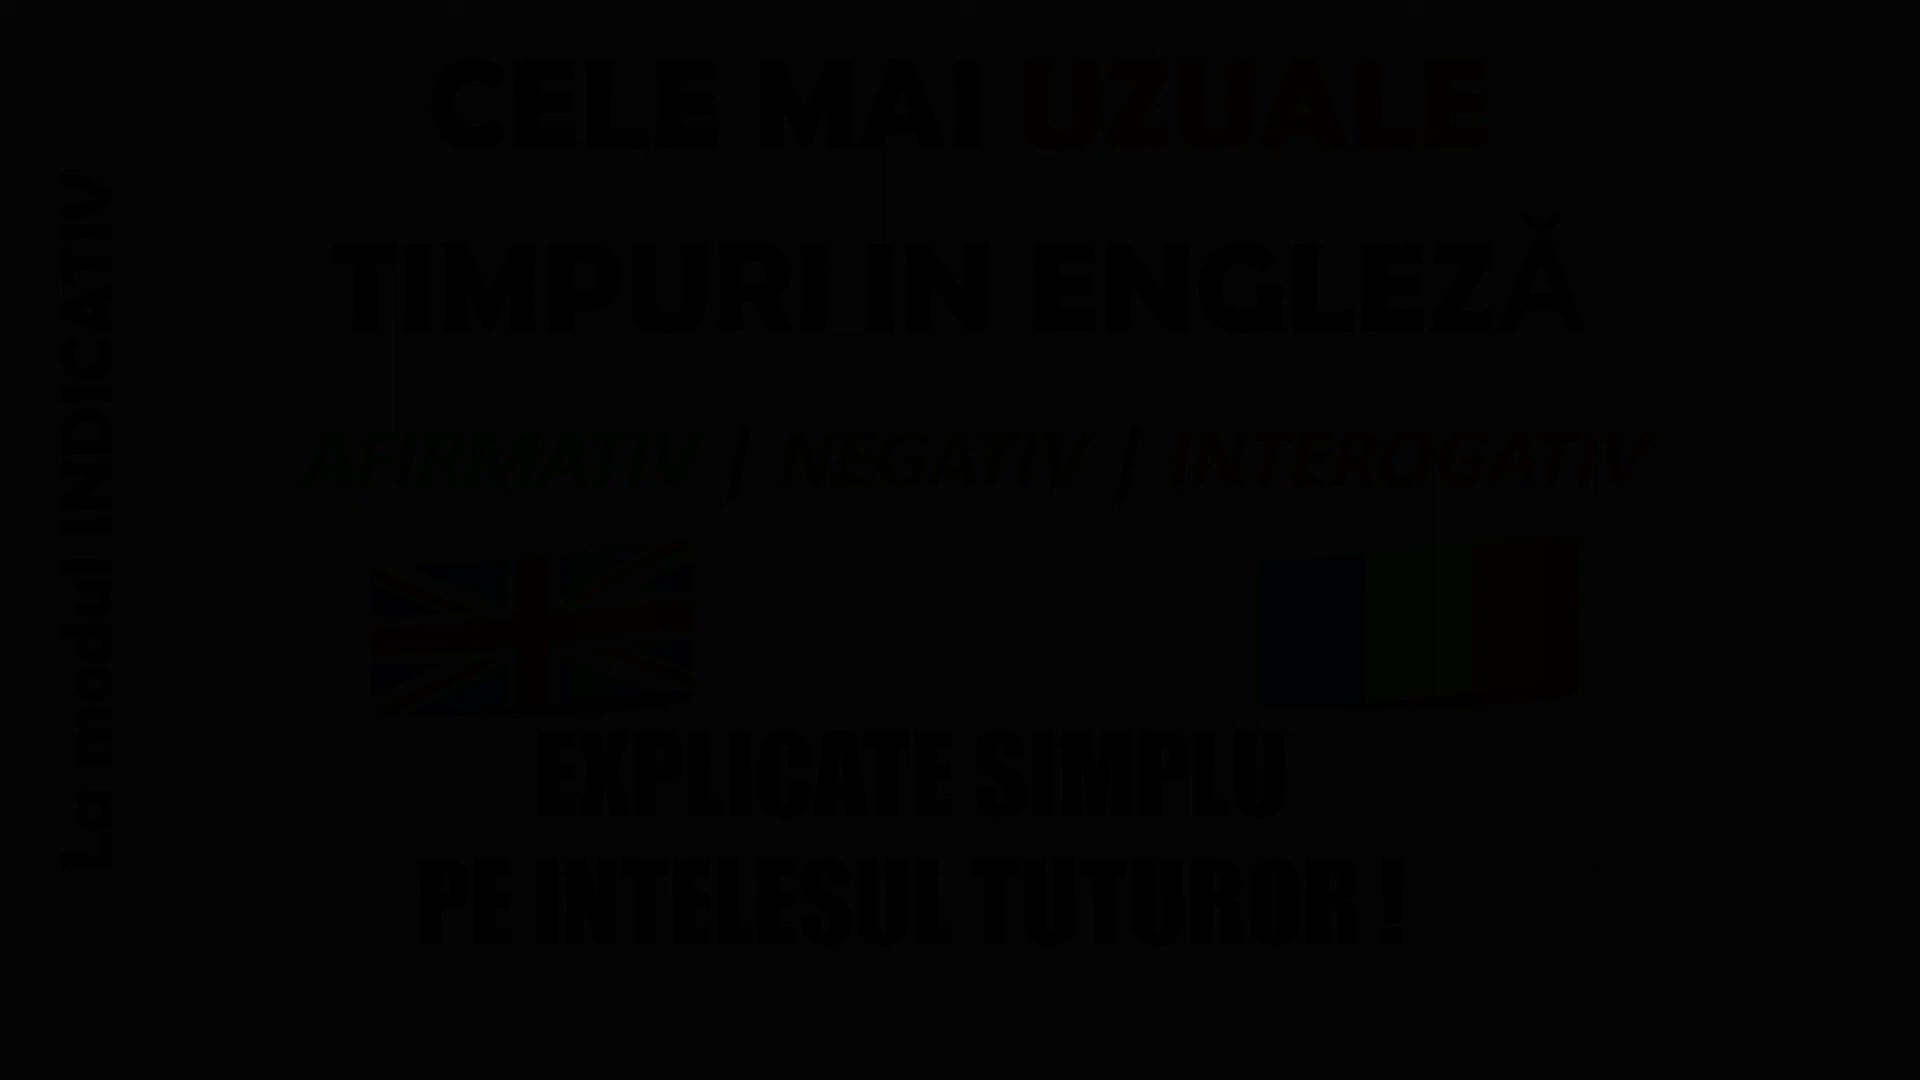 CELE MAI UZUALE
TIMPURI IN ENGLEZĂ
AFIRMATIV / NEGATIV / INTEROGATIV
EXPLICATE SIMPLU
PE INTELESUL TUTUROR !
La modul INDICATIV